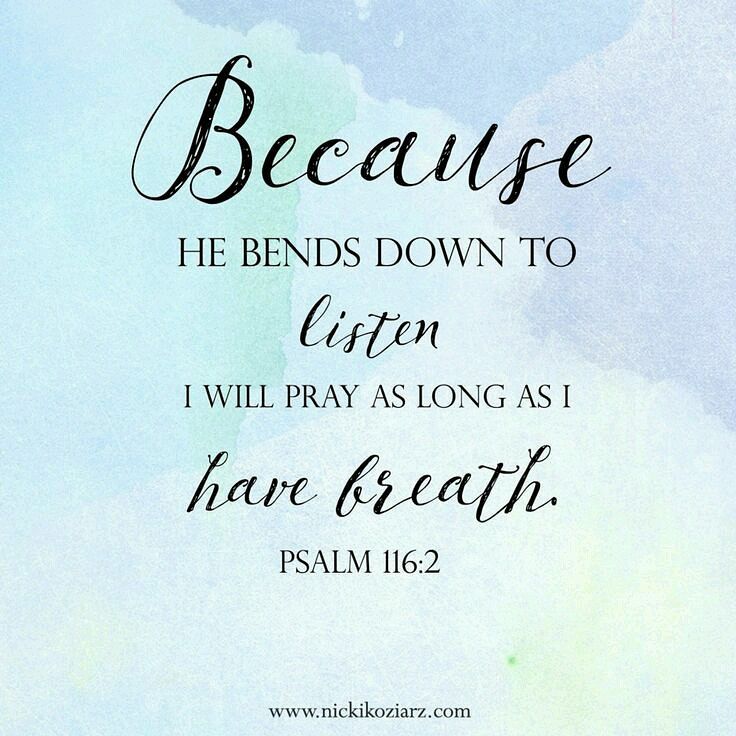 Because
HE BENDS DOWN TO
listen
I WILL PRAY AS LONG AS I
have breath.
PSALM 116:2
www.nickikoziarz.com